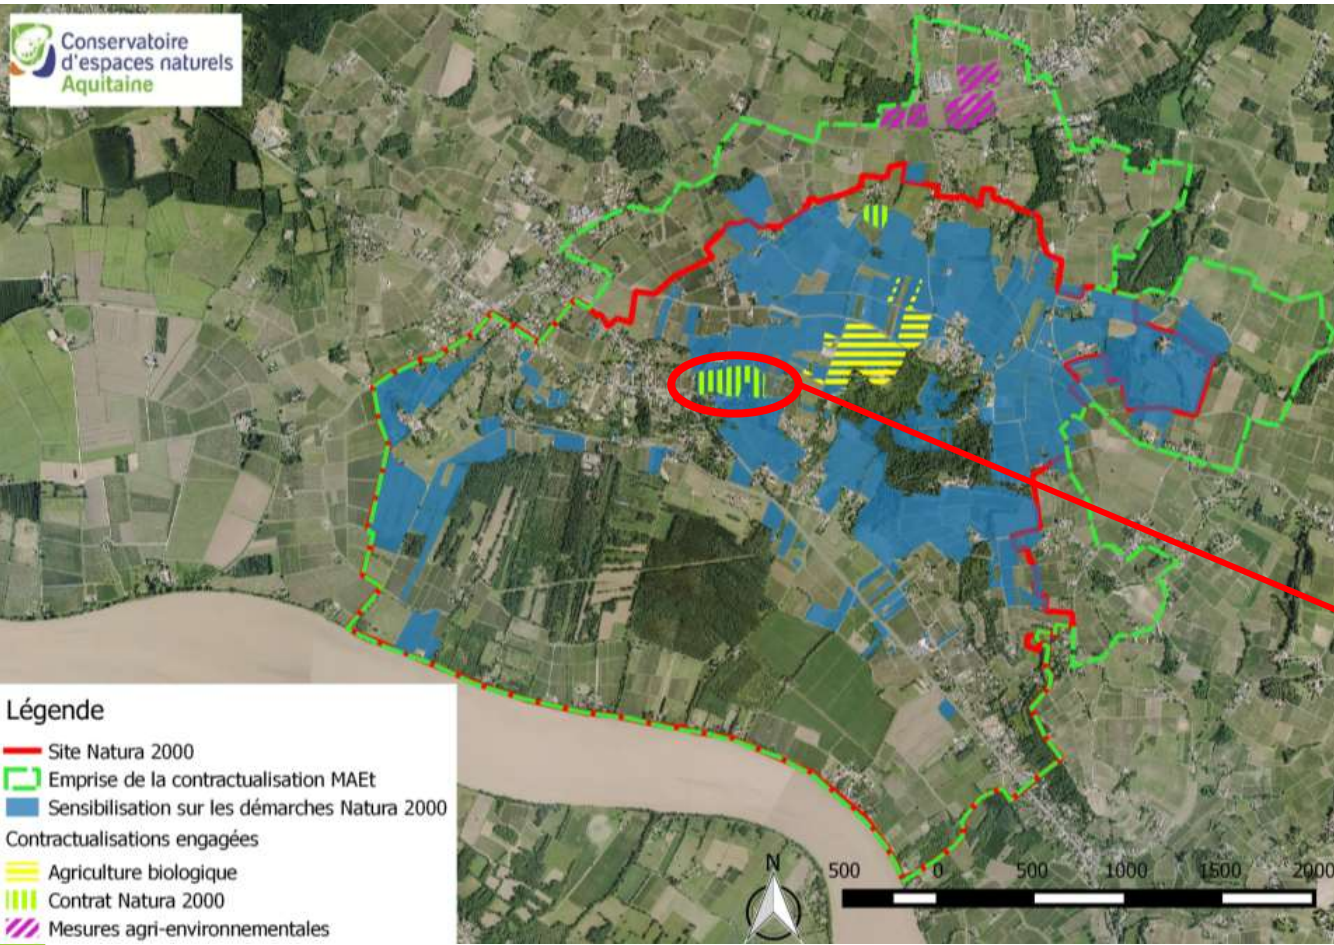 Conservatoire
d'espaces naturels
Aquitaine
Légende
Site Natura 2000
Emprise de la contractualisation MAEt
Sensibilisation sur les démarches Natura 2000
Contractualisations engagées
Agriculture biologique
Contrat Natura 2000
Mesures agri-environnementales
N
500 0 500 1000 1500 2000